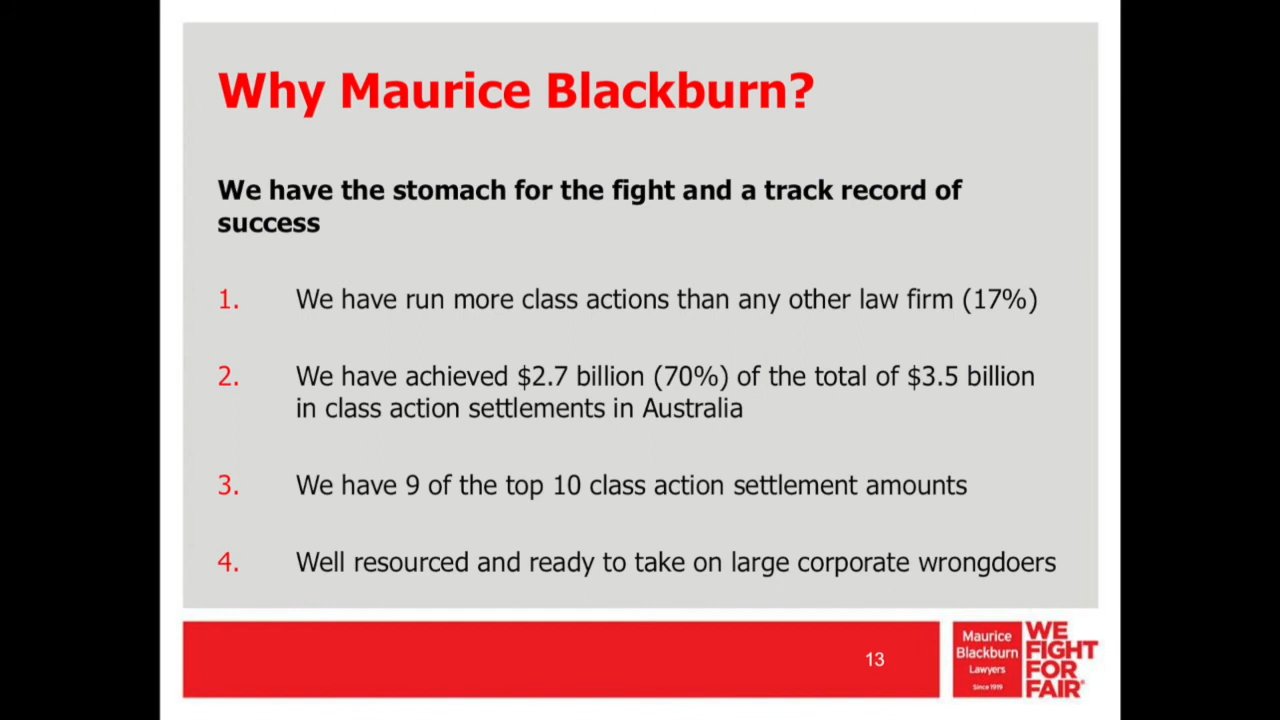 Why Maurice Blackburn?
We have the stomach for the fight and a track record of
success
1. We have run more class actions than any other law firm (17%)
2. We have achieved $2.7 billion (70%) of the total of $3.5 billion
in class action settlements in Australia
3. We have 9 of the top 10 class action settlement amounts
4. Well resourced and ready to take on large corporate wrongdoers
13
Maurice
Blackburn
Lawyers
Since 1919
WE
FIGHT
FOR
FAIR